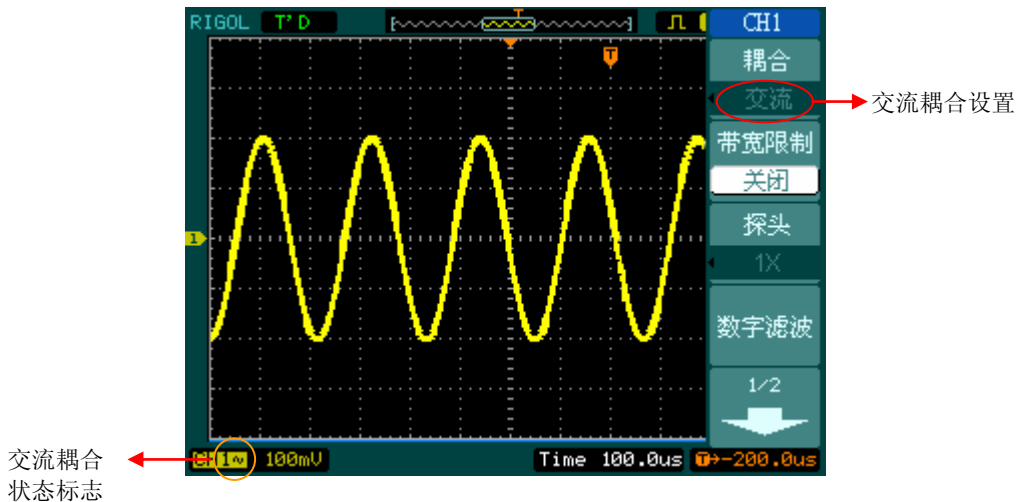 RIGOL T'D T CH1
耦合
交流
交流耦合设置
带宽限制
关闭
T
探头
1
1X
数字滤波
1/2
CH1~ 100mV Time 100.0us T→-200.0us
交流耦合
状态标志